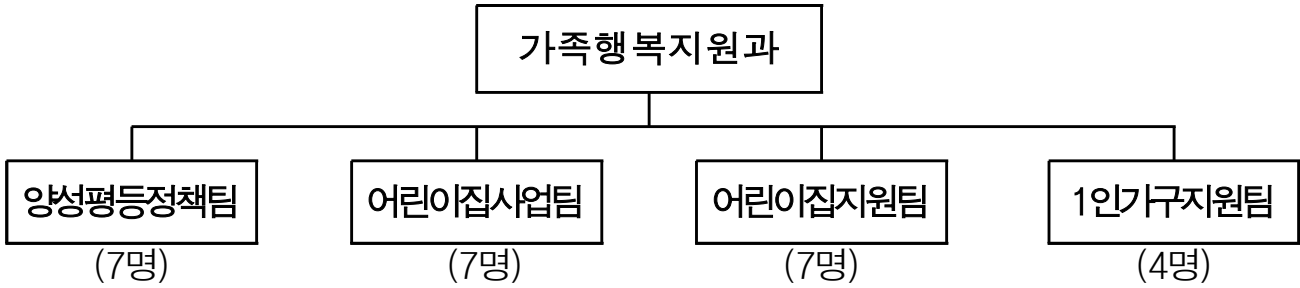 가족행복지원과
양성평등정책팀 어린이집사업팀 어린이집지원팀 1인가구지원팀
(7명) (7명) (7명) (4명)